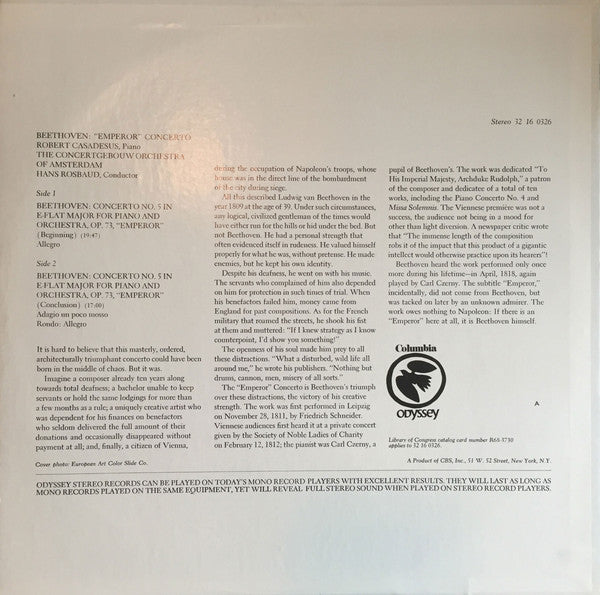 Stereo 32 16 0326
BEETHOVEN: "EMPEROR" CONCERTO
ROBERT CASADESUS, Piano
THE CONCERTGEBOUW ORCHESTRA
OF AMSTERDAM
HANS ROSBAUD, Conductor
Side 1
BEETHOVEN: CONCERTO NO. 5 IN
E-FLAT MAJOR FOR PIANO AND
ORCHESTRA, OP. 73, "EMPEROR"
(Beginning) (19:47)
Allegro
Side 2
BEETHOVEN: CONCERTO NO. 5 IN
E-FLAT MAJOR FOR PIANO AND
ORCHESTRA, OP. 73, "EMPEROR"
(Conclusion) (17:00)
Adagio un poco mosso
Rondo: Allegro
It is hard to believe that this masterly, ordered,
architecturally triumphant concerto could have been
born in the middle of chaos. But it was.
Imagine a composer already ten years along
towards total deafness; a bachelor unable to keep
servants or hold the same lodgings for more than
a few months as a rule; a uniquely creative artist who
was dependent for his finances on benefactors
who seldom delivered the full amount of their
donations and occasionally disappeared without
payment at all; and, finally, a citizen of Vienna,
during the occupation of Napoleon's troops, whose
house was in the direct line of the bombardment
of the city during siege.
All this described Ludwig van Beethoven in the
year 1809 at the age of 39. Under such circumstances,
any logical, civilized gentleman of the times would
have either run for the hills or hid under the bed. But
not Beethoven. He had a personal strength that
often evidenced itself in rudeness. He valued himself
properly for what he was, without pretense. He made
enemies, but he kept his own identity.
Despite his deafness, he went on with his music.
The servants who complained of him also depended
on him for protection in such times of trial. When
his benefactors failed him, money came from
England for past compositions. As for the French
military that roamed the streets, he shook his fist
at them and muttered: "If I knew strategy as I know
counterpoint, I'd show you something!"
The openness of his soul made him prey to all
these distractions. "What a disturbed, wild life all
around me," he wrote his publishers. "Nothing but
drums, cannon, men, misery of all sorts."
The "Emperor" Concerto is Beethoven's triumph
over these distractions, the victory of his creative
strength. The work was first performed in Leipzig
on November 28, 1811, by Friedrich Schneider.
Viennese audiences first heard it at a private concert
given by the Society of Noble Ladies of Charity
on February 12, 1812; the pianist was Carl Czerny, a
pupil of Beethoven's. The work was dedicated "To
His Imperial Majesty, Archduke Rudolph," a patron
of the composer and dedicatee of a total of ten
works, including the Piano Concerto No. 4 and
Missa Solemnis. The Viennese première was not a
success, the audience not being in a mood for
other than light diversion. A newspaper critic wrote
that "The immense length of the composition
robs it of the impact that this product of a gigantic
intellect would otherwise practice upon its hearers"!
Beethoven heard the work performed only once
more during his lifetime—in April, 1818, again
played by Carl Czerny. The subtitle "Emperor,"
incidentally, did not come from Beethoven, but
was tacked on later by an unknown admirer. The
work owes nothing to Napoleon: If there is an
"Emperor" here at all, it is Beethoven himself.
Columbia
ODYSSEY
A
Library of Congress catalog card number R68-3730
applies to 32 16 0326.
Cover photo: European Art Color Slide Co.
A Product of CBS, Inc., 51 W. 52 Street, New York, N.Y.
ODYSSEY STEREO RECORDS CAN BE PLAYED ON TODAY'S MONO RECORD PLAYERS WITH EXCELLENT RESULTS. THEY WILL LAST AS LONG AS
MONO RECORDS PLAYED ON THE SAME EQUIPMENT, YET WILL REVEAL FULL STEREO SOUND WHEN PLAYED ON STEREO RECORD PLAYERS.